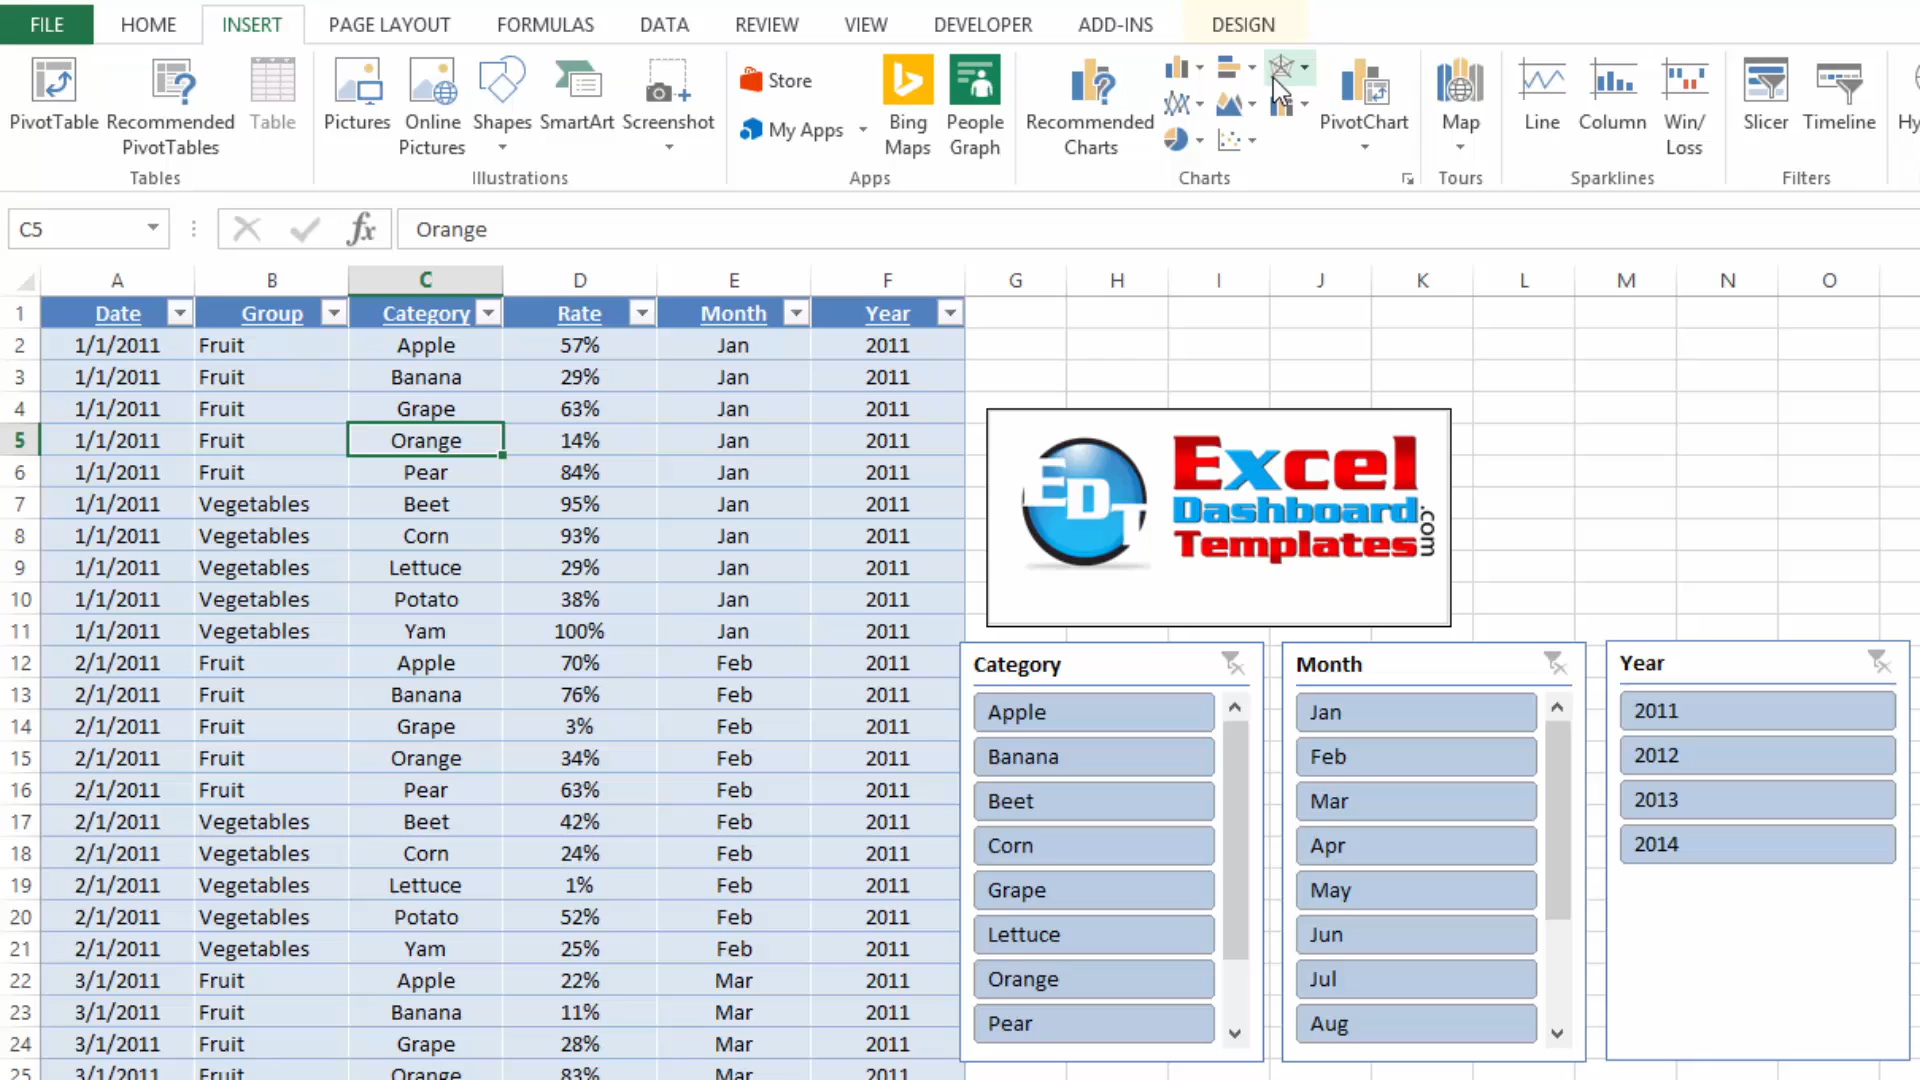 FILE HOME INSERT PAGE LAYOUT FORMULAS DATA REVIEW VIEW DEVELOPER ADD-INS DESIGN
PivotTable Recommended PivotTables Table
Tables
Pictures Online Pictures Shapes SmartArt Screenshot
Illustrations
Store
My Apps
Bing Maps People Graph
Apps
Recommended Charts
PivotChart
Charts
Map
Tours
Line Column Win/ Loss
Sparklines
Slicer Timeline
Filters
Hy
C5 fx Orange
A B C D E F G H I J K L M N O
1 Date Group Category Rate Month Year
2 1/1/2011 Fruit Apple 57% Jan 2011
3 1/1/2011 Fruit Banana 29% Jan 2011
4 1/1/2011 Fruit Grape 63% Jan 2011
5 1/1/2011 Fruit Orange 14% Jan 2011
6 1/1/2011 Fruit Pear 84% Jan 2011
7 1/1/2011 Vegetables Beet 95% Jan 2011
8 1/1/2011 Vegetables Corn 93% Jan 2011
9 1/1/2011 Vegetables Lettuce 29% Jan 2011
10 1/1/2011 Vegetables Potato 38% Jan 2011
11 1/1/2011 Vegetables Yam 100% Jan 2011
12 2/1/2011 Fruit Apple 70% Feb 2011
13 2/1/2011 Fruit Banana 76% Feb 2011
14 2/1/2011 Fruit Grape 3% Feb 2011
15 2/1/2011 Fruit Orange 34% Feb 2011
16 2/1/2011 Fruit Pear 63% Feb 2011
17 2/1/2011 Vegetables Beet 42% Feb 2011
18 2/1/2011 Vegetables Corn 24% Feb 2011
19 2/1/2011 Vegetables Lettuce 1% Feb 2011
20 2/1/2011 Vegetables Potato 52% Feb 2011
21 2/1/2011 Vegetables Yam 25% Feb 2011
22 3/1/2011 Fruit Apple 22% Mar 2011
23 3/1/2011 Fruit Banana 11% Mar 2011
24 3/1/2011 Fruit Grape 28% Mar 2011
25 3/1/2011 Fruit Orange 83% Mar 2011
EDT
Excel
Dashboard
Templates
.com
Category
Apple
Banana
Beet
Corn
Grape
Lettuce
Orange
Pear
Month
Jan
Feb
Mar
Apr
May
Jun
Jul
Aug
Year
2011
2012
2013
2014